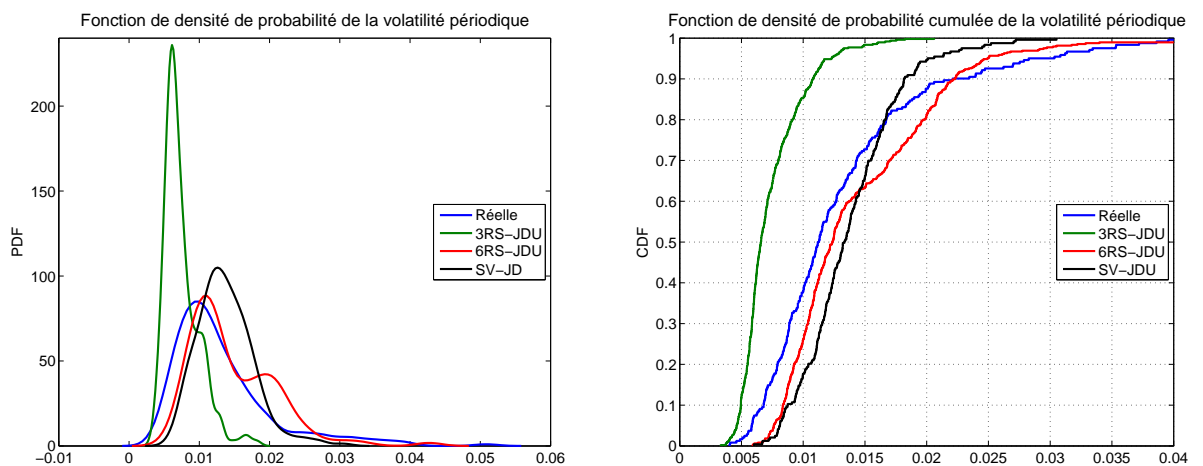 Fonction de densité de probabilité de la volatilité périodique
PDF
200
150
100
50
0
−0.01
0
0.01
0.02
0.03
0.04
0.05
0.06
Réelle
3RS−JDU
6RS−JDU
SV−JD
Fonction de densité de probabilité cumulée de la volatilité périodique
CDF
1
0.9
0.8
0.7
0.6
0.5
0.4
0.3
0.2
0.1
0
0
0.005
0.01
0.015
0.02
0.025
0.03
0.035
0.04
Réelle
3RS−JDU
6RS−JDU
SV−JDU